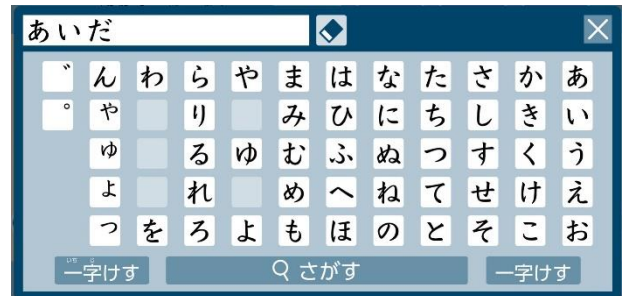 あいだ
゛ ん わ ら や ま は な た さ か あ
゜ ゃ り み ひ に ち し き い
ゅ る ゆ む ふ ぬ つ す く う
ょ れ め へ ね て せ け え
っ を ろ よ も ほ の と そ こ お
いち じ
一字けす さがす 一字けす